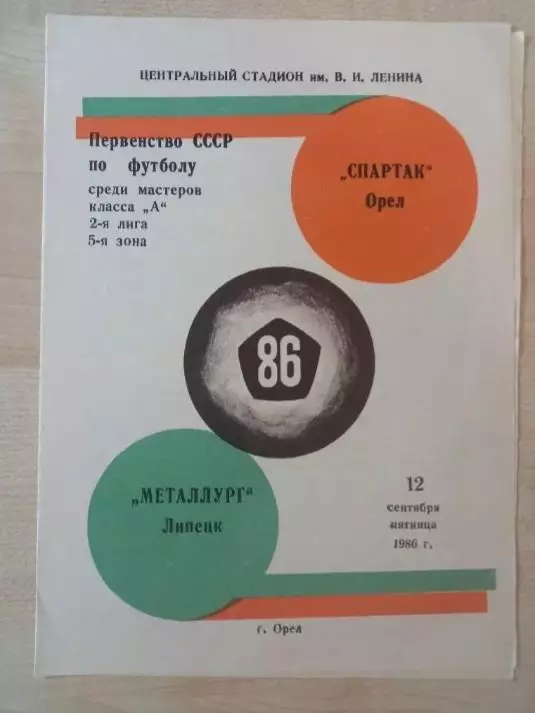 ЦЕНТРАЛЬНЫЙ СТАДИОН им. В. И. ЛЕНИНА
Первенство СССР
по футболу
среди мастеров
класса „А“
2-я лига
5-я зона
„СПАРТАК“
Орел
86
„МЕТАЛЛУРГ“
Липецк
12
сентября
пятница
1986 г.
г. Орел